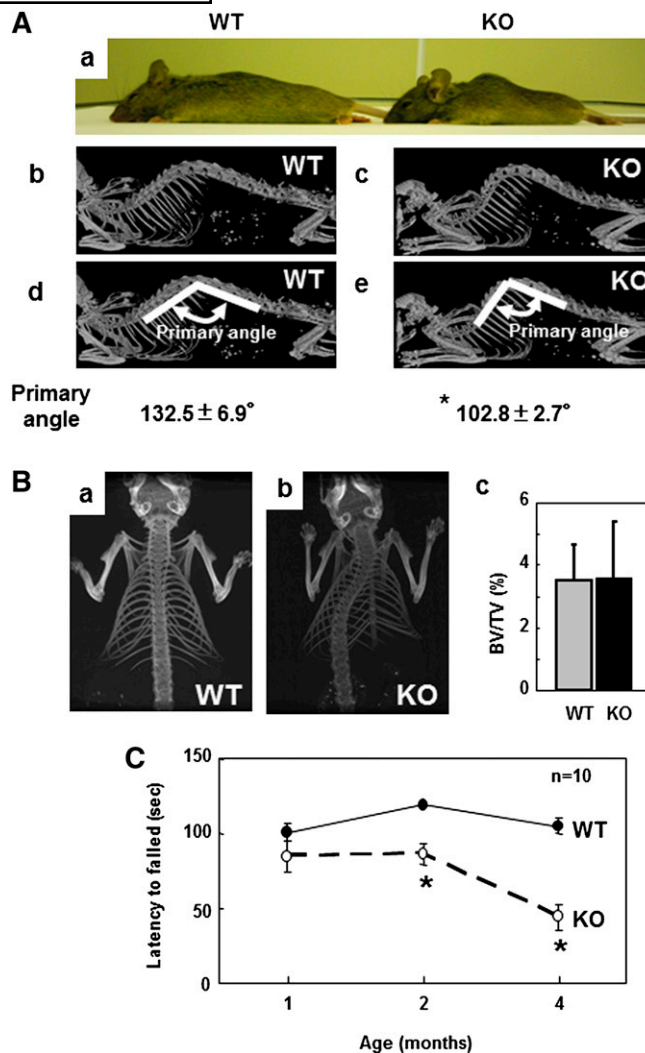 A
WT KO
a
b WT c KO
d WT e KO
Primary angle Primary angle
Primary
angle 132.5 ± 6.9° * 102.8 ± 2.7°
B
a b c
WT KO
6
4
2
0
BV/TV (%)
WT KO
C
150
100
50
0
Latency to falled (sec)
n=10
WT
KO
*
*
1 2 4
Age (months)